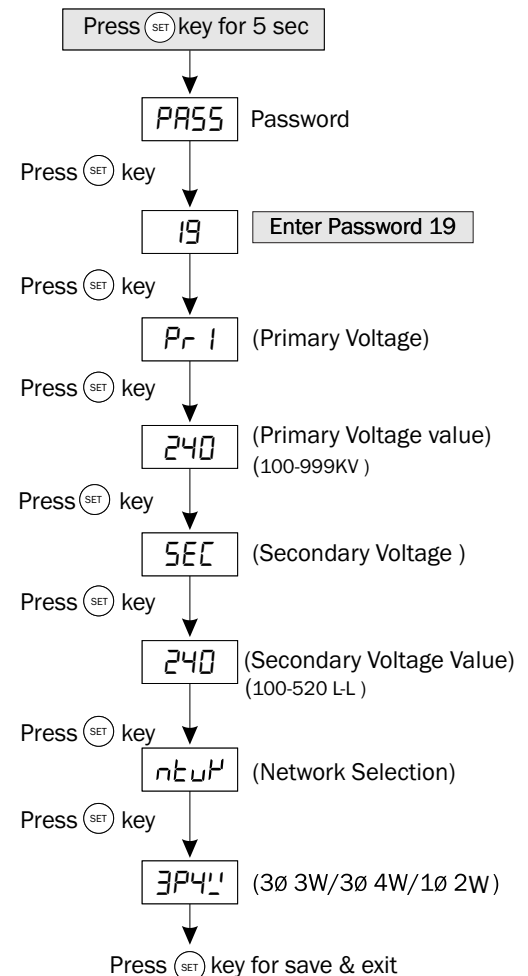 Press SET key for 5 sec
PASS Password
Press SET key
19 Enter Password 19
Press SET key
Pr 1 (Primary Voltage)
Press SET key
240 (Primary Voltage value)
(100-999KV )
Press SET key
SEC (Secondary Voltage )
Press SET key
240 (Secondary Voltage Value)
(100-520 L-L )
Press SET key
ntwk (Network Selection)
Press SET key
3P4W (3ø 3W/3ø 4W/1ø 2W)
Press SET key for save & exit